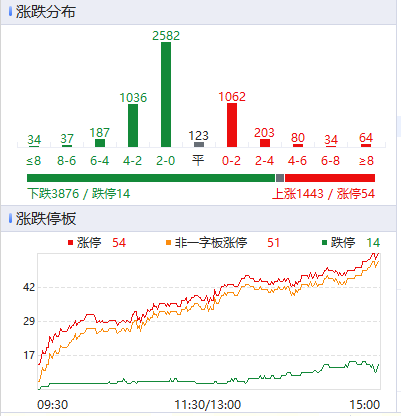 涨跌分布
34 37 187 1036 2582 123 1062 203 80 34 64
≤8 8-6 6-4 4-2 2-0 平 0-2 2-4 4-6 6-8 ≥8
下跌3876 / 跌停14 上涨1443 / 涨停54
涨跌停板
涨停 54 非一字板涨停 51 跌停 14
42
29
17
09:30 11:30/13:00 15:00